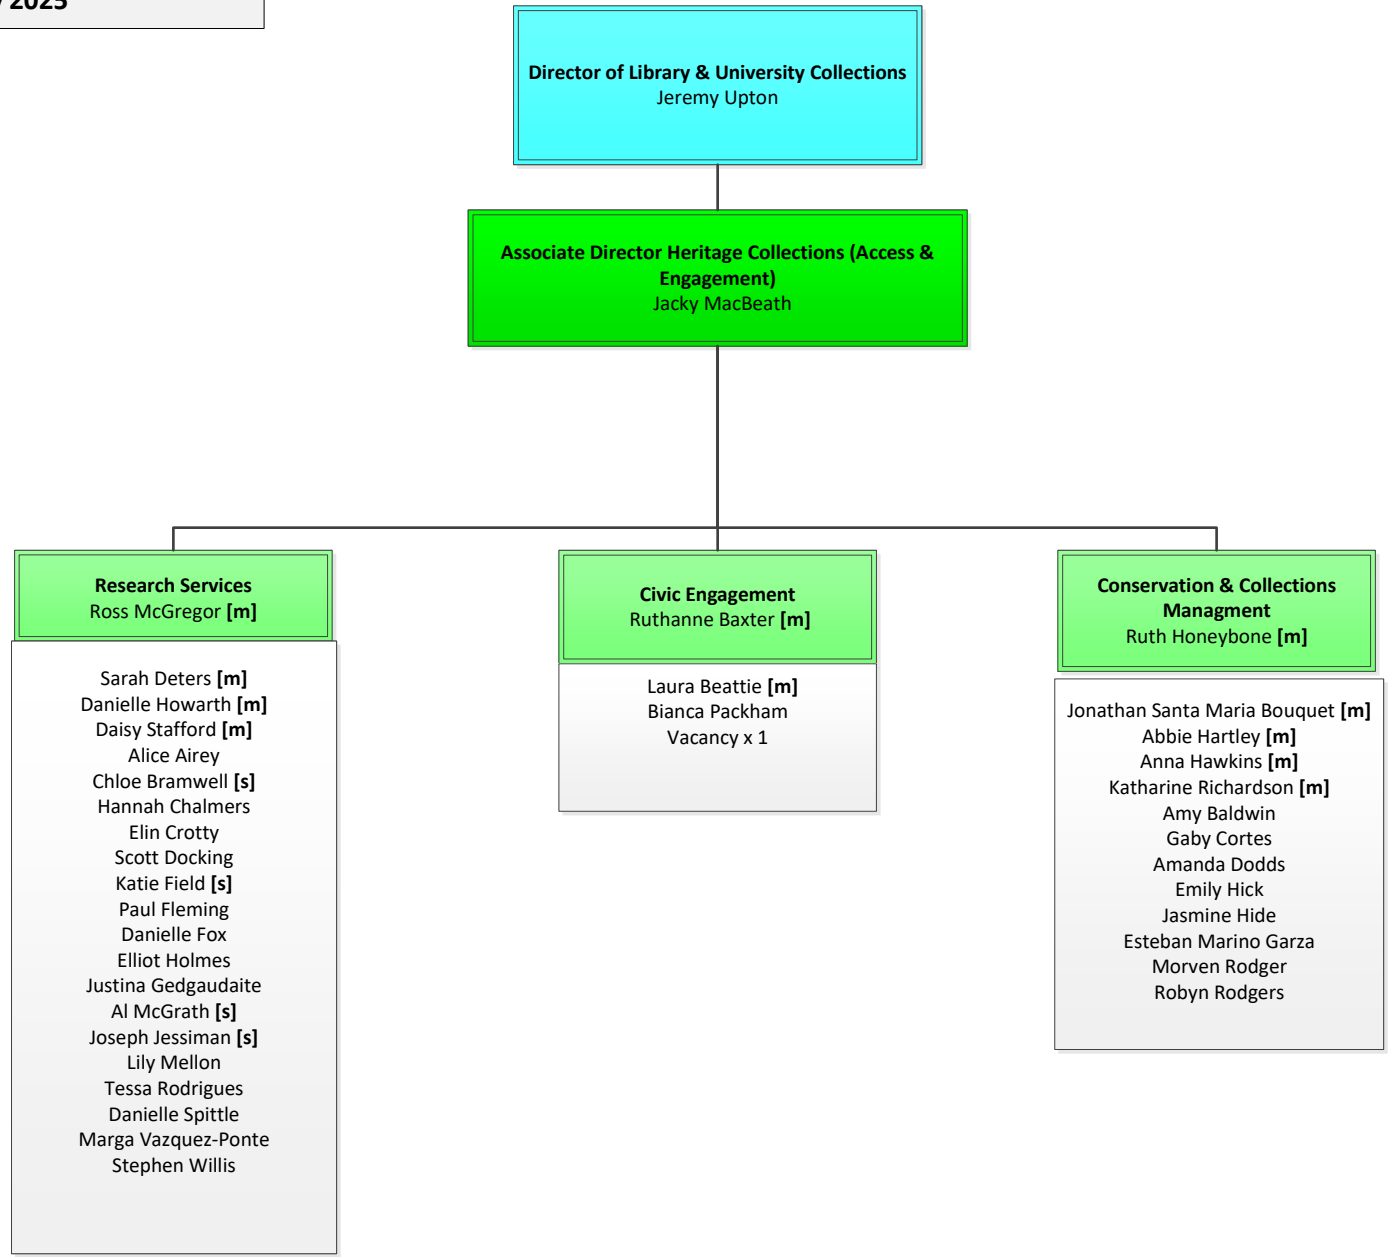 2025
Director of Library & University Collections
Jeremy Upton
Associate Director Heritage Collections (Access &
Engagement)
Jacky MacBeath
Research Services
Ross McGregor [m]
Sarah Deters [m]
Danielle Howarth [m]
Daisy Stafford [m]
Alice Airey
Chloe Bramwell [s]
Hannah Chalmers
Elin Crotty
Scott Docking
Katie Field [s]
Paul Fleming
Danielle Fox
Elliot Holmes
Justina Gedgaudaite
Al McGrath [s]
Joseph Jessiman [s]
Lily Mellon
Tessa Rodrigues
Danielle Spittle
Marga Vazquez-Ponte
Stephen Willis
Civic Engagement
Ruthanne Baxter [m]
Laura Beattie [m]
Bianca Packham
Vacancy x 1
Conservation & Collections
Managment
Ruth Honeybone [m]
Jonathan Santa Maria Bouquet [m]
Abbie Hartley [m]
Anna Hawkins [m]
Katharine Richardson [m]
Amy Baldwin
Gaby Cortes
Amanda Dodds
Emily Hick
Jasmine Hide
Esteban Marino Garza
Morven Rodger
Robyn Rodgers